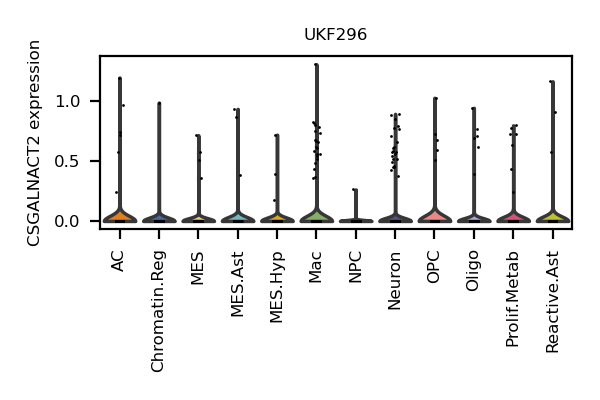 UKF296
CSGALNACT2 expression
1.0
0.5
0.0
AC
Chromatin.Reg
MES
MES.Ast
MES.Hyp
Mac
NPC
Neuron
OPC
Oligo
Prolif.Metab
Reactive.Ast